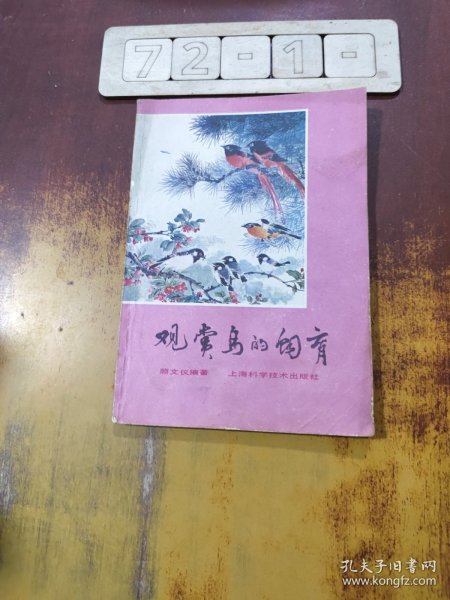 72-1-
观赏鸟的饲育
顾文仪编著 上海科学技术出版社
孔夫子旧书网
www.kongfz.com